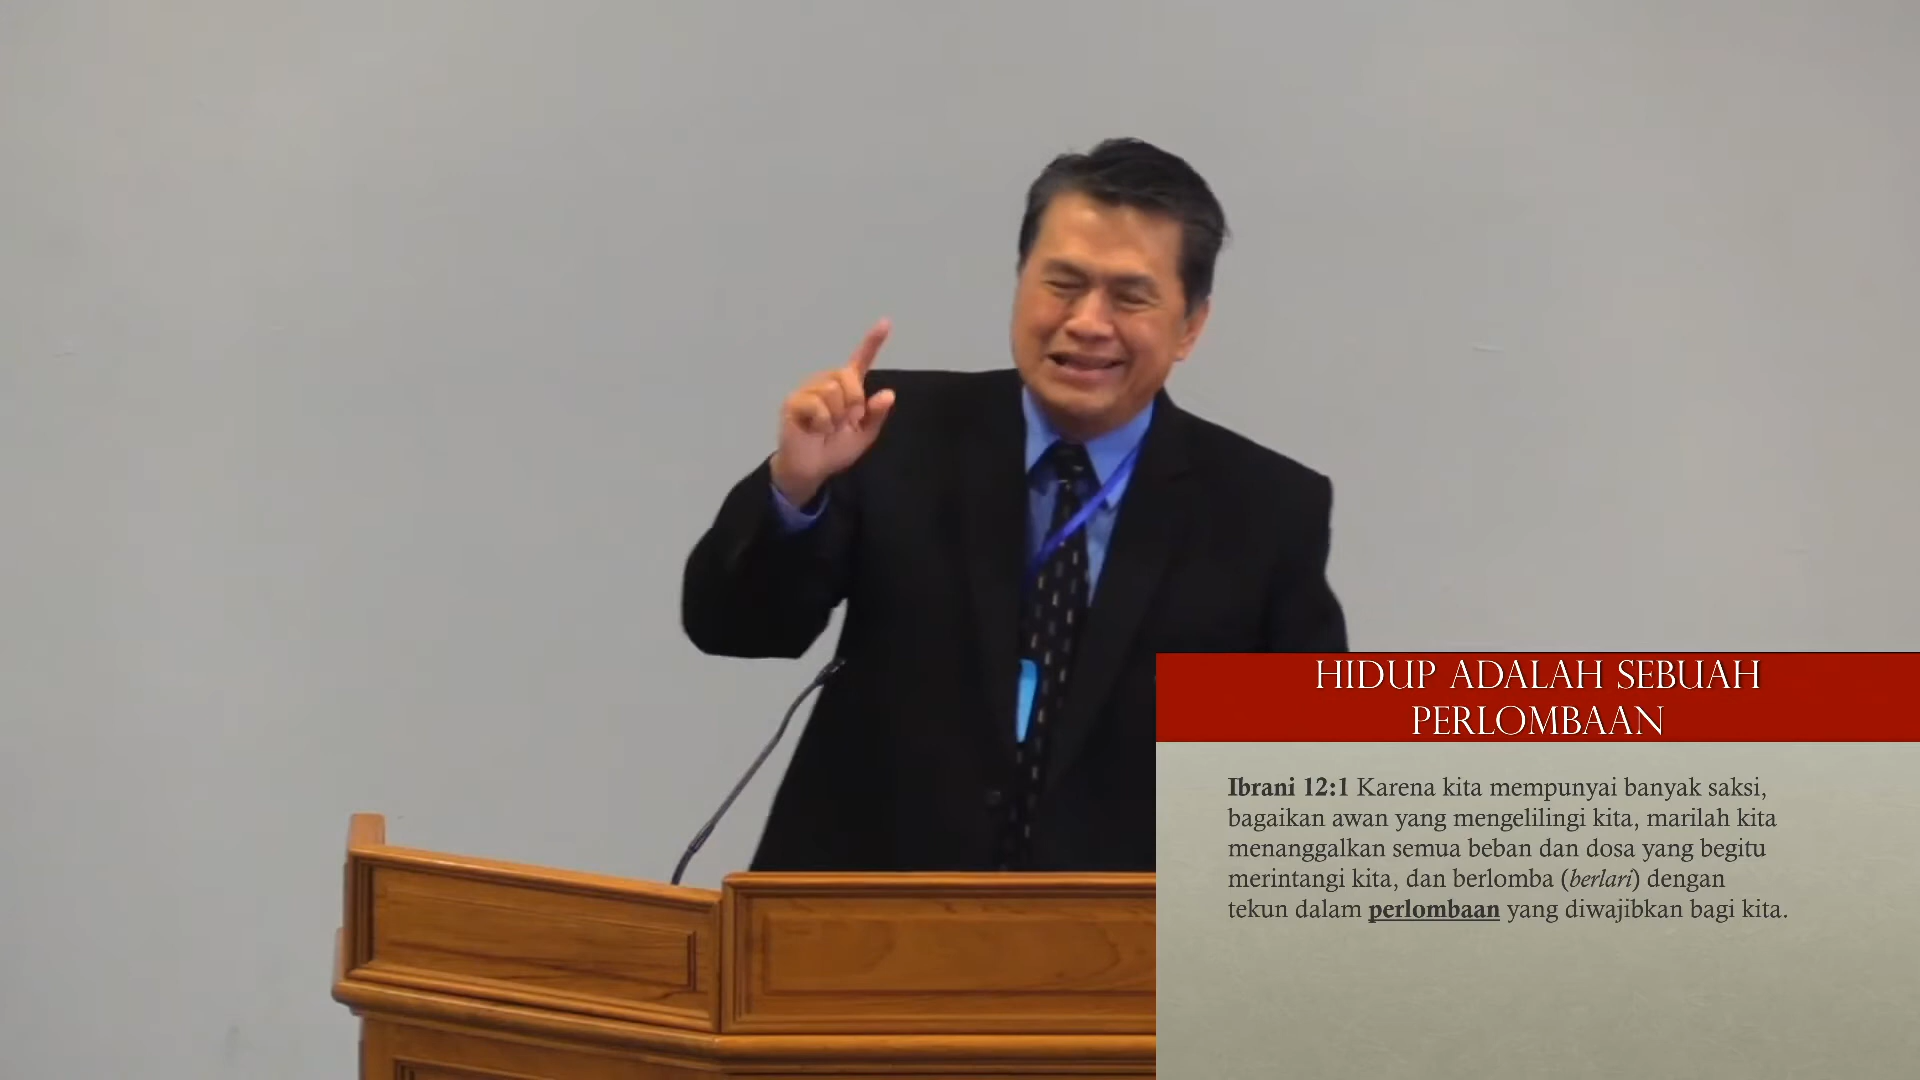 HIDUP ADALAH SEBUAH
PERLOMBAAN
Ibrani 12:1 Karena kita mempunyai banyak saksi,
bagaikan awan yang mengelilingi kita, marilah kita
menanggalkan semua beban dan dosa yang begitu
merintangi kita, dan berlomba (berlari) dengan
tekun dalam perlombaan yang diwajibkan bagi kita.